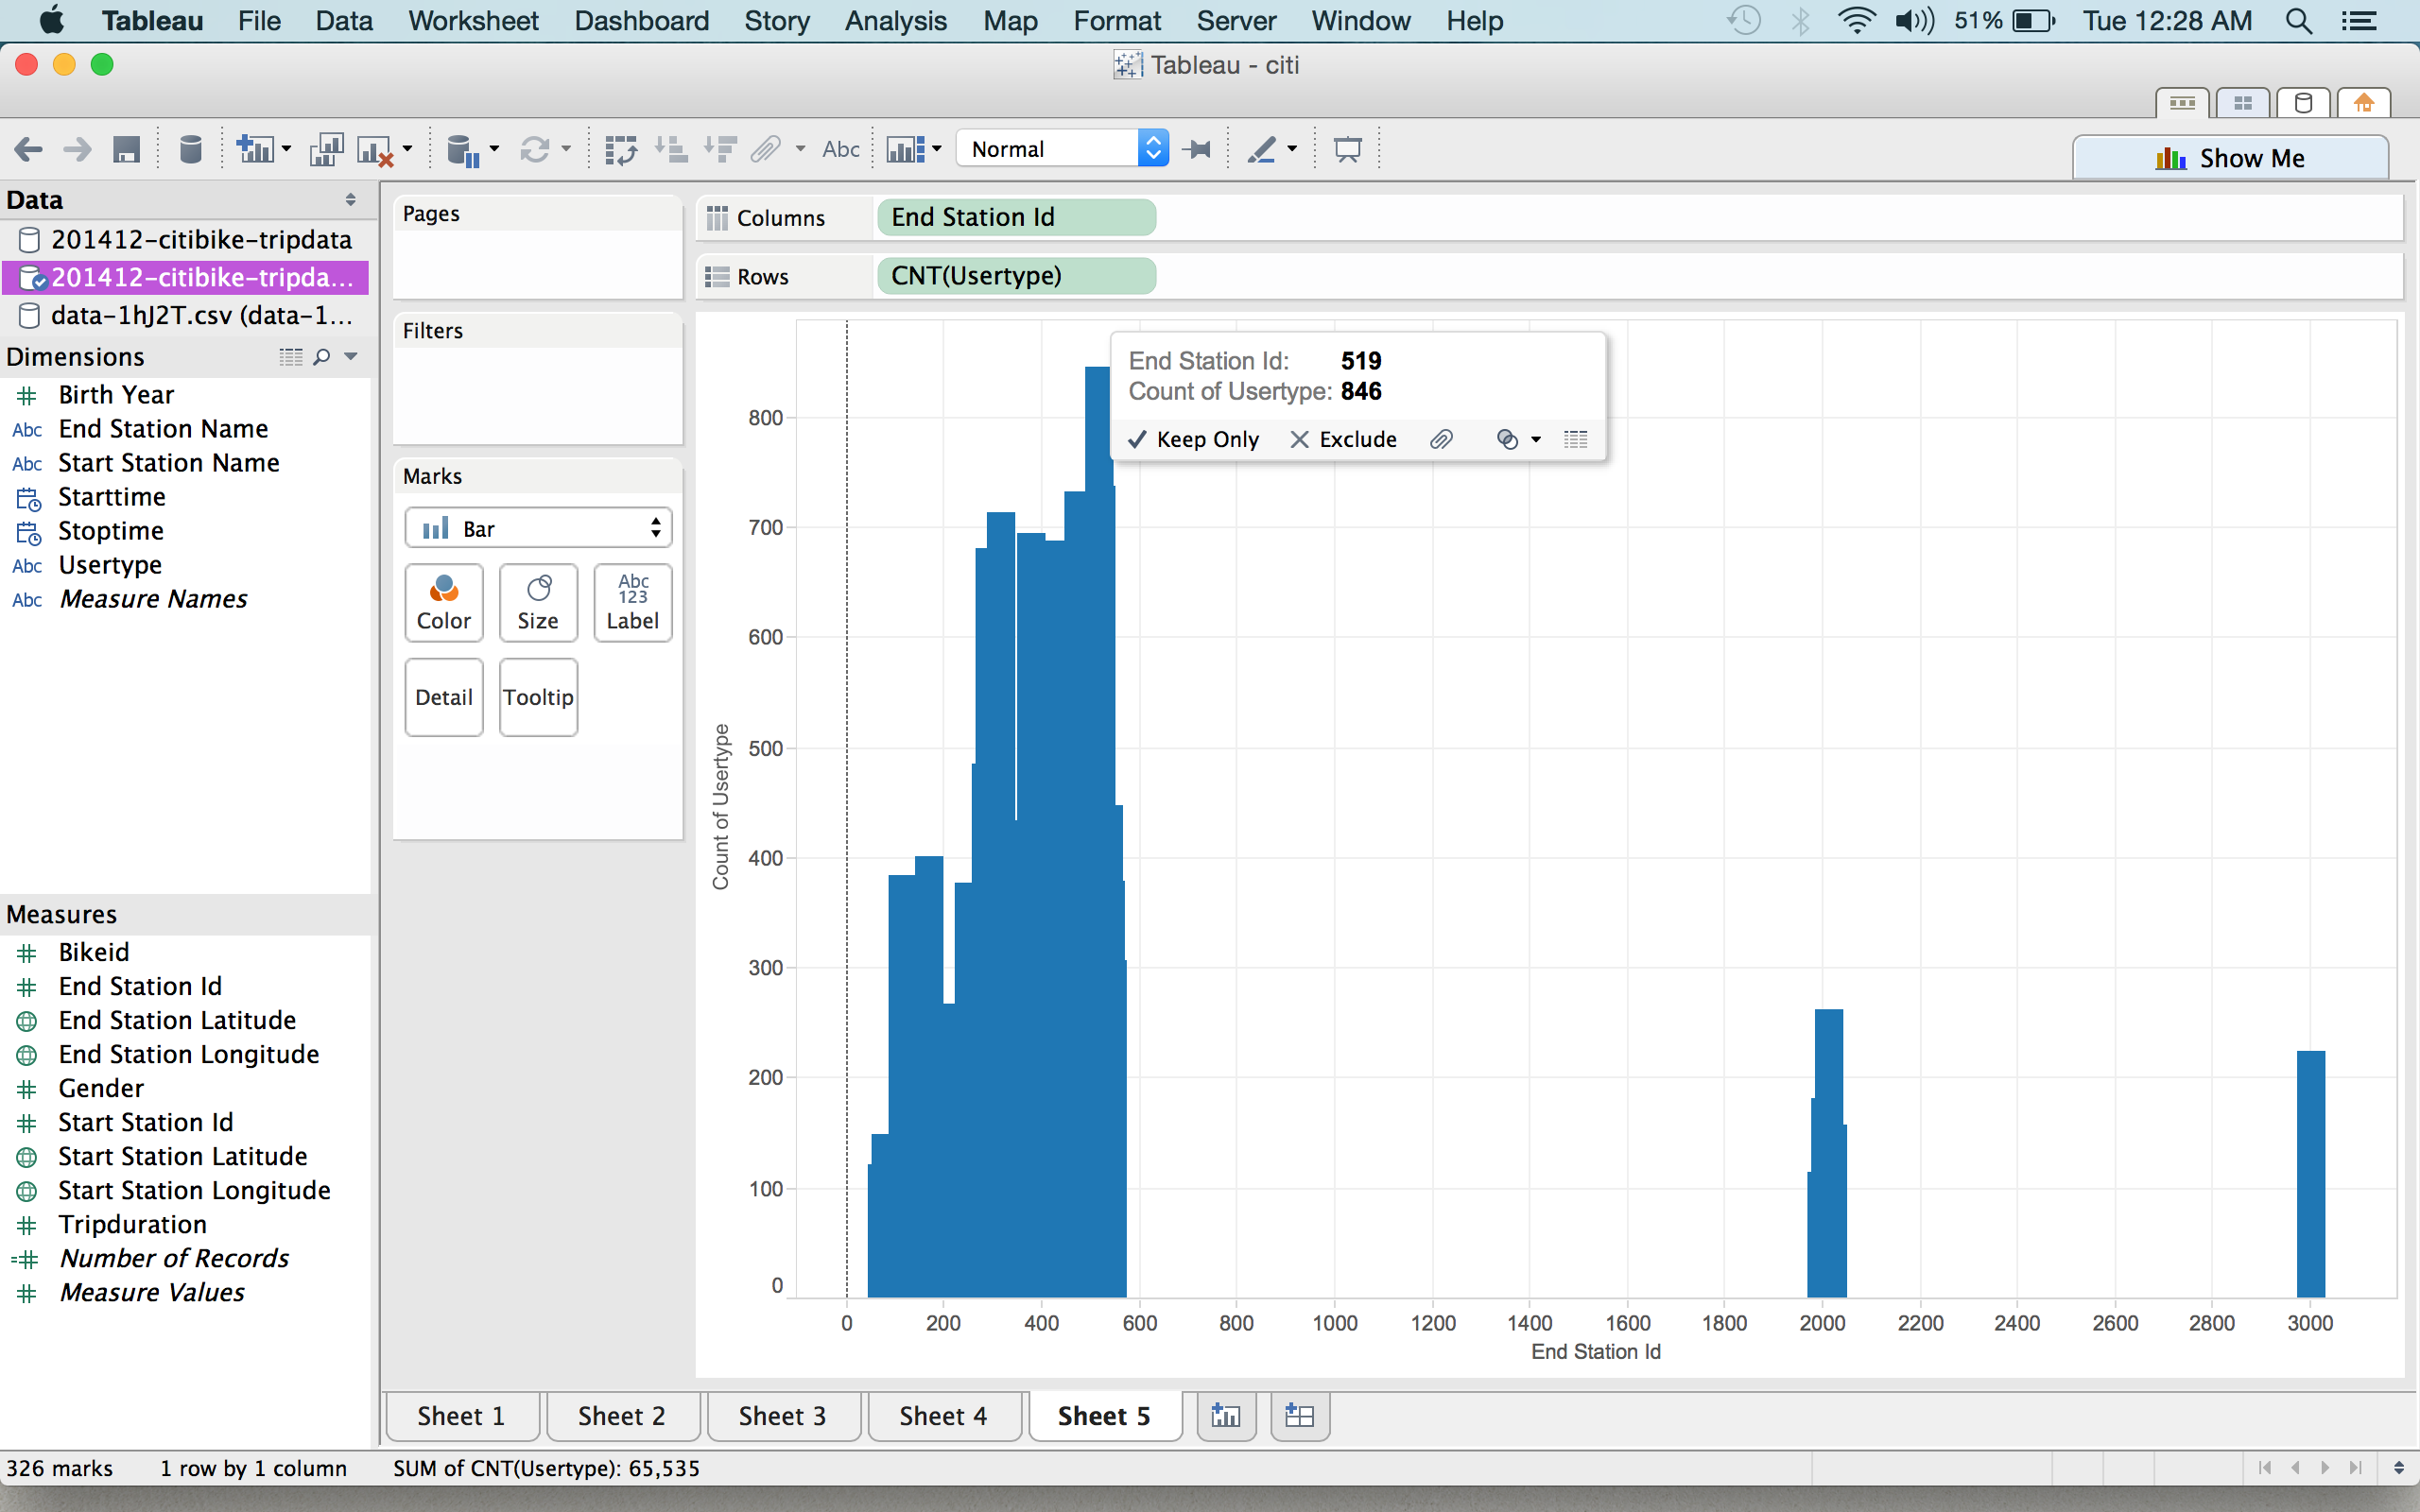 Tableau File Data Worksheet Dashboard Story Analysis Map Format Server Window Help 51% Tue 12:28 AM
Tableau - citi
Abc Normal Show Me
Data
201412-citibike-tripdata
201412-citibike-tripda...
data-1hJ2T.csv (data-1...
Dimensions
Birth Year
Abc End Station Name
Abc Start Station Name
Starttime
Stoptime
Abc Usertype
Abc Measure Names
Measures
Bikeid
End Station Id
End Station Latitude
End Station Longitude
Gender
Start Station Id
Start Station Latitude
Start Station Longitude
Tripduration
=# Number of Records
Measure Values
Pages
Filters
Marks
Bar
Color Size Abc 123 Label
Detail Tooltip
Columns End Station Id
Rows CNT(Usertype)
End Station Id: 519
Count of Usertype: 846
Keep Only Exclude
Count of Usertype
800
700
600
500
400
300
200
100
0
0 200 400 600 800 1000 1200 1400 1600 1800 2000 2200 2400 2600 2800 3000
End Station Id
Sheet 1 Sheet 2 Sheet 3 Sheet 4 Sheet 5
326 marks 1 row by 1 column SUM of CNT(Usertype): 65,535